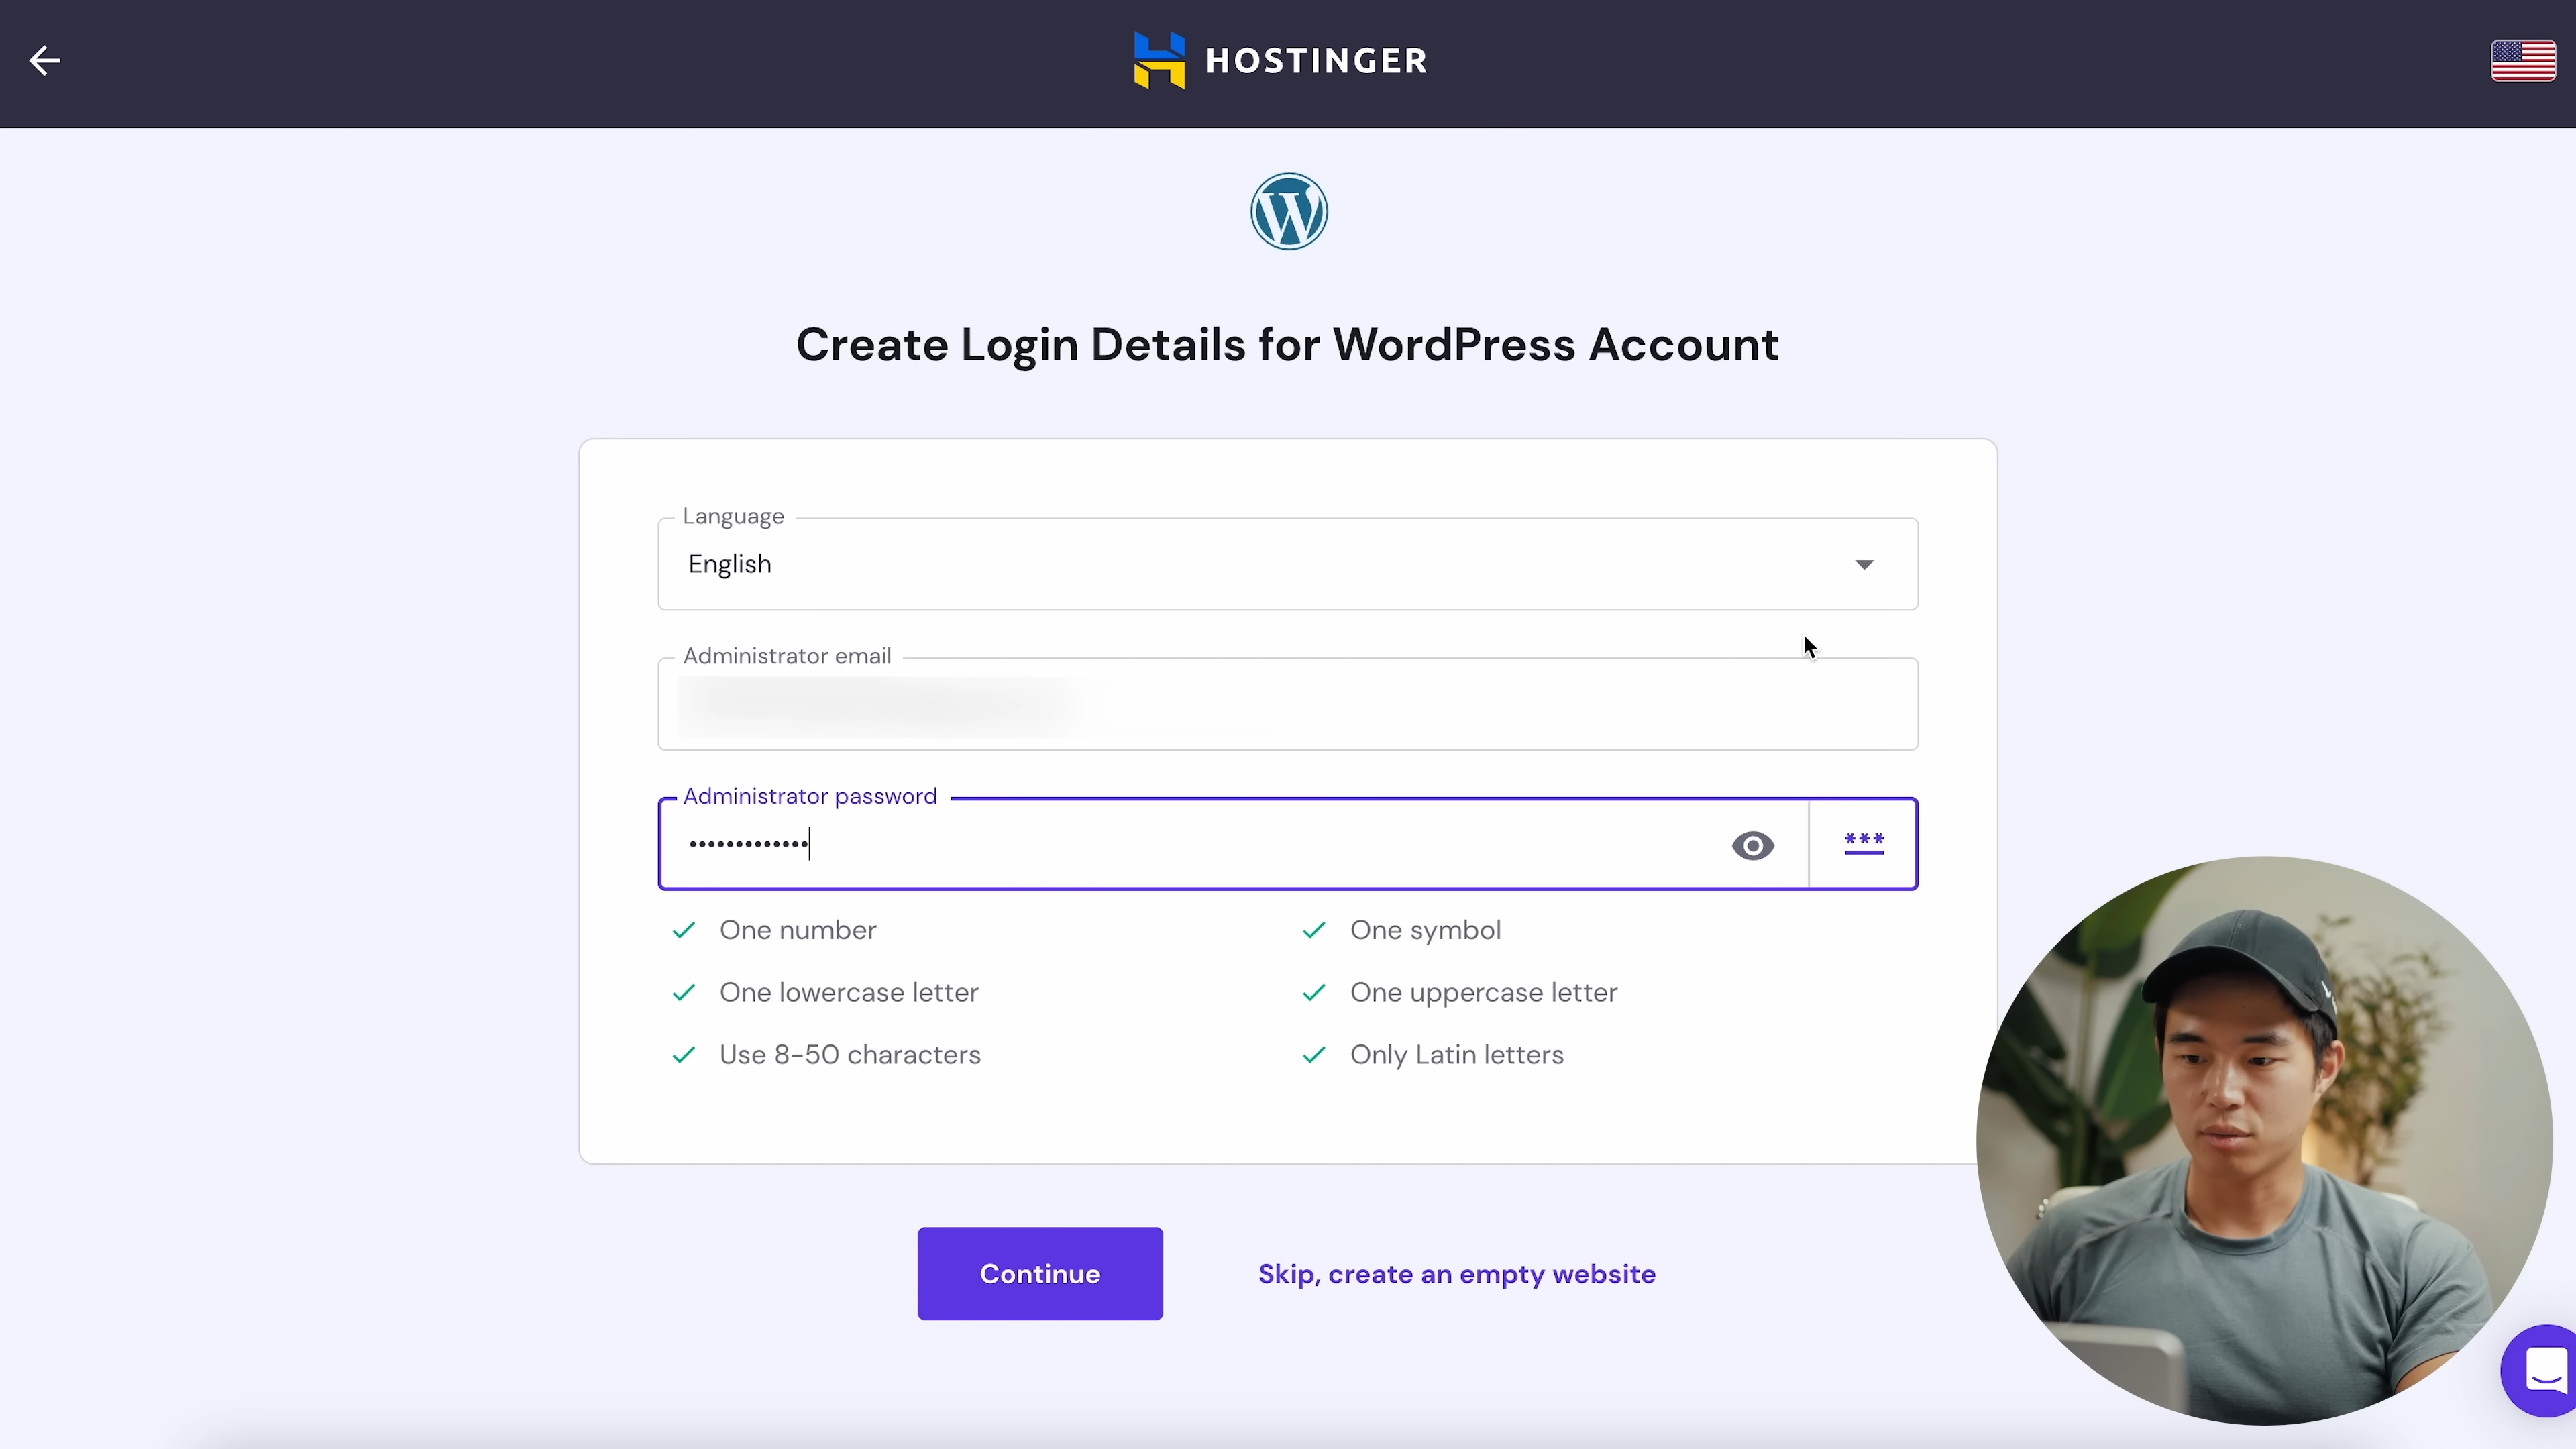 HOSTINGER
Create Login Details for WordPress Account
Language
English
Administrator email
Administrator password
•••••••••••••
***
One number
One symbol
One lowercase letter
One uppercase letter
Use 8-50 characters
Only Latin letters
Continue
Skip, create an empty website